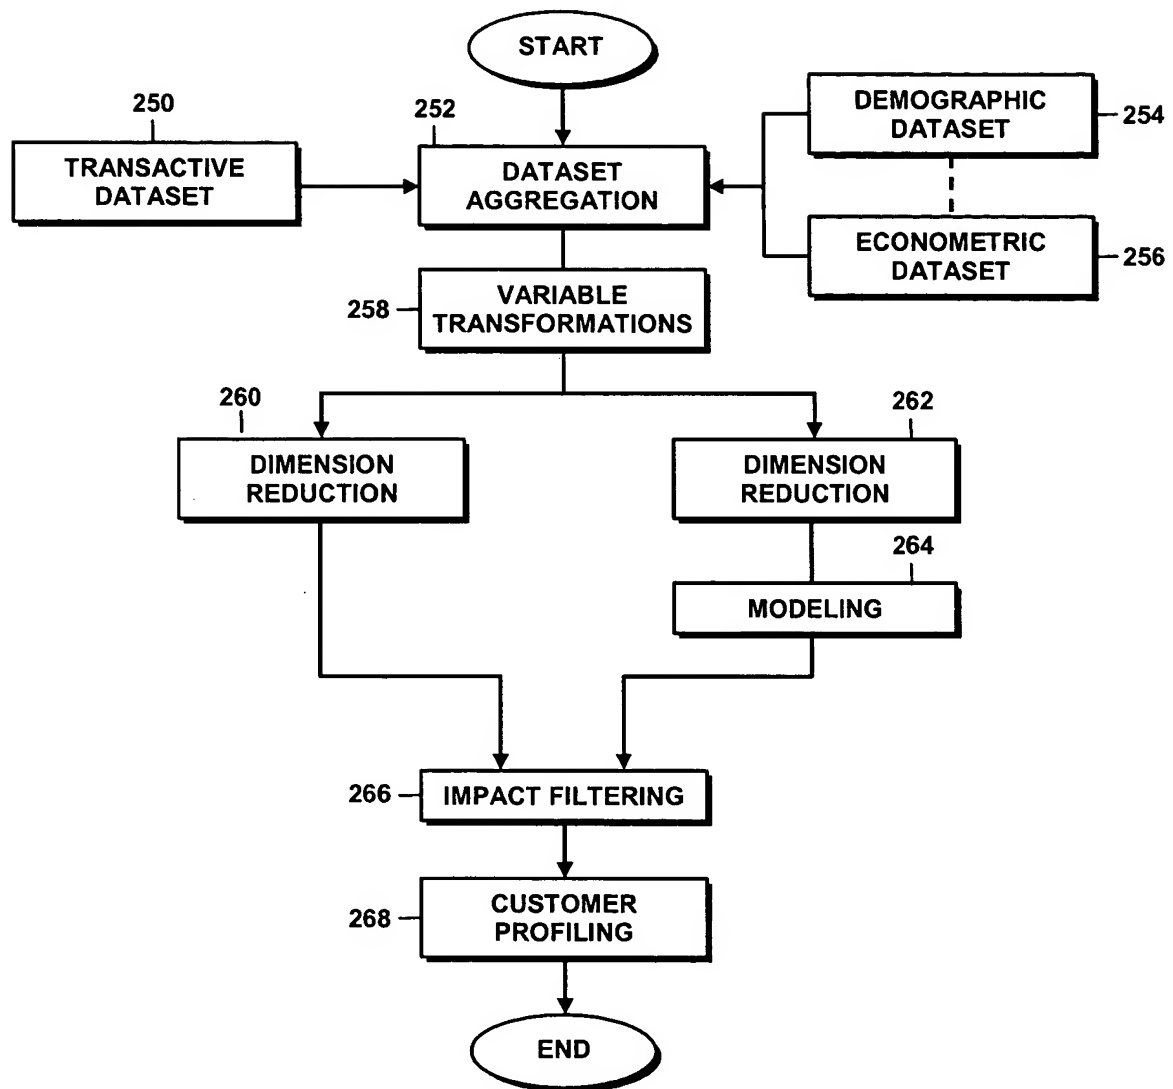 START
250
252
DEMOGRAPHIC
DATASET
254
TRANSACTIVE
DATASET
DATASET
AGGREGATION
ECONOMETRIC
DATASET
256
258
VARIABLE
TRANSFORMATIONS
260
262
DIMENSION
REDUCTION
DIMENSION
REDUCTION
264
MODELING
266
IMPACT FILTERING
268
CUSTOMER
PROFILING
END